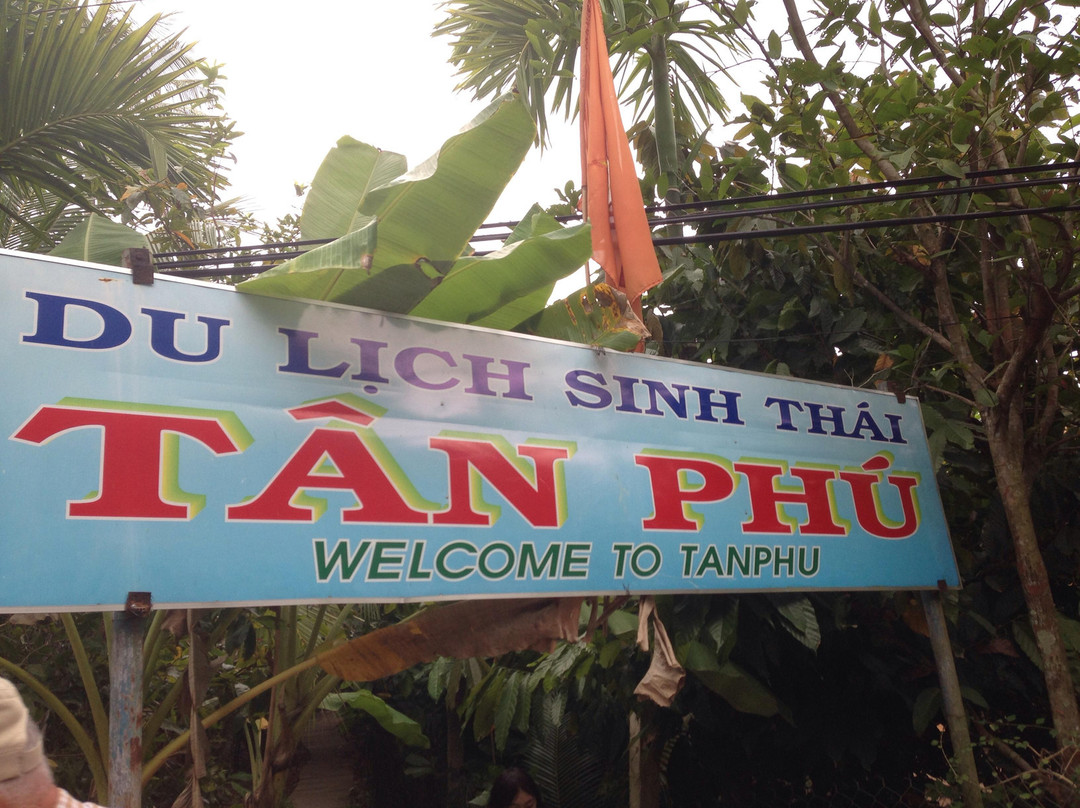 DU LỊCH SINH THÁI
TÂN PHÚ
WELCOME TO TANPHU